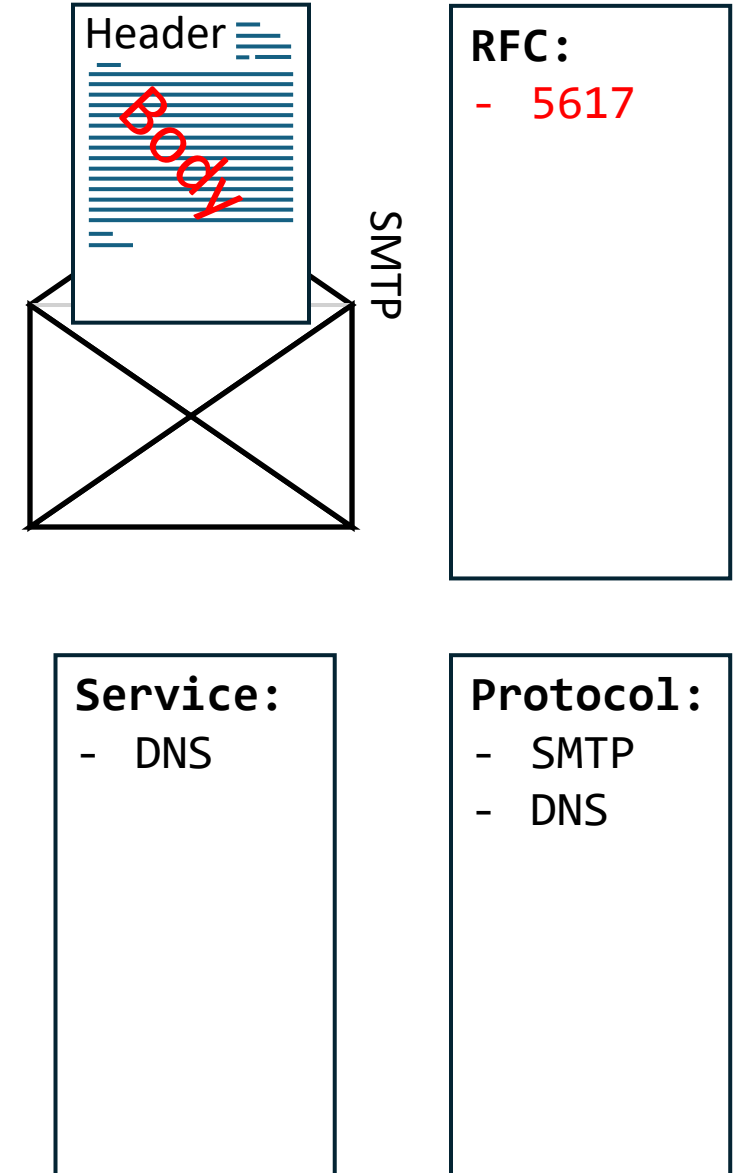 Header
Body
SMTP
RFC:
- 5617
Service:
- DNS
Protocol:
- SMTP
- DNS